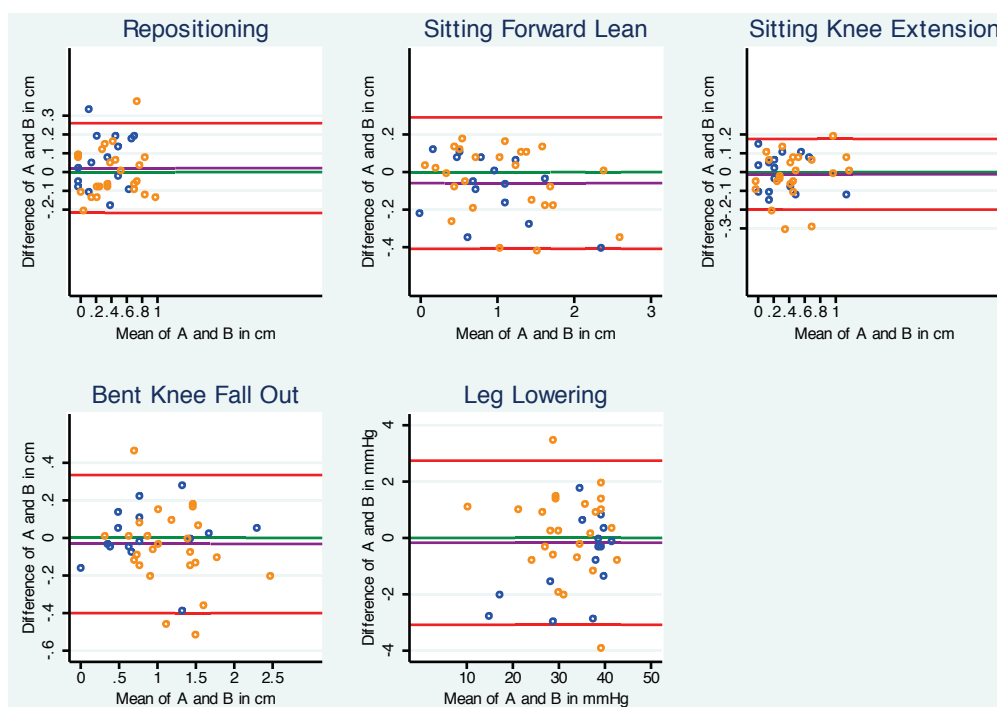 Repositioning
Difference of A and B in cm
-.2-.1 0 .1 .2 .3
0 .2.4.6.8 1
Mean of A and B in cm
Sitting Forward Lean
Difference of A and B in cm
-.4 -.2 0 .2
0 1 2 3
Mean of A and B in cm
Sitting Knee Extension
Difference of A and B in cm
-.3-.2-.1 0 .1 .2
0 .2.4.6.8 1
Mean of A and B in cm
Bent Knee Fall Out
Difference of A and B in cm
-.6 -.4 -.2 0 .2 .4
0 .5 1 1.5 2 2.5
Mean of A and B in cm
Leg Lowering
Difference of A and B in mmHg
-4 -2 0 2 4
0 10 20 30 40 50
Mean of A and B in mmHg